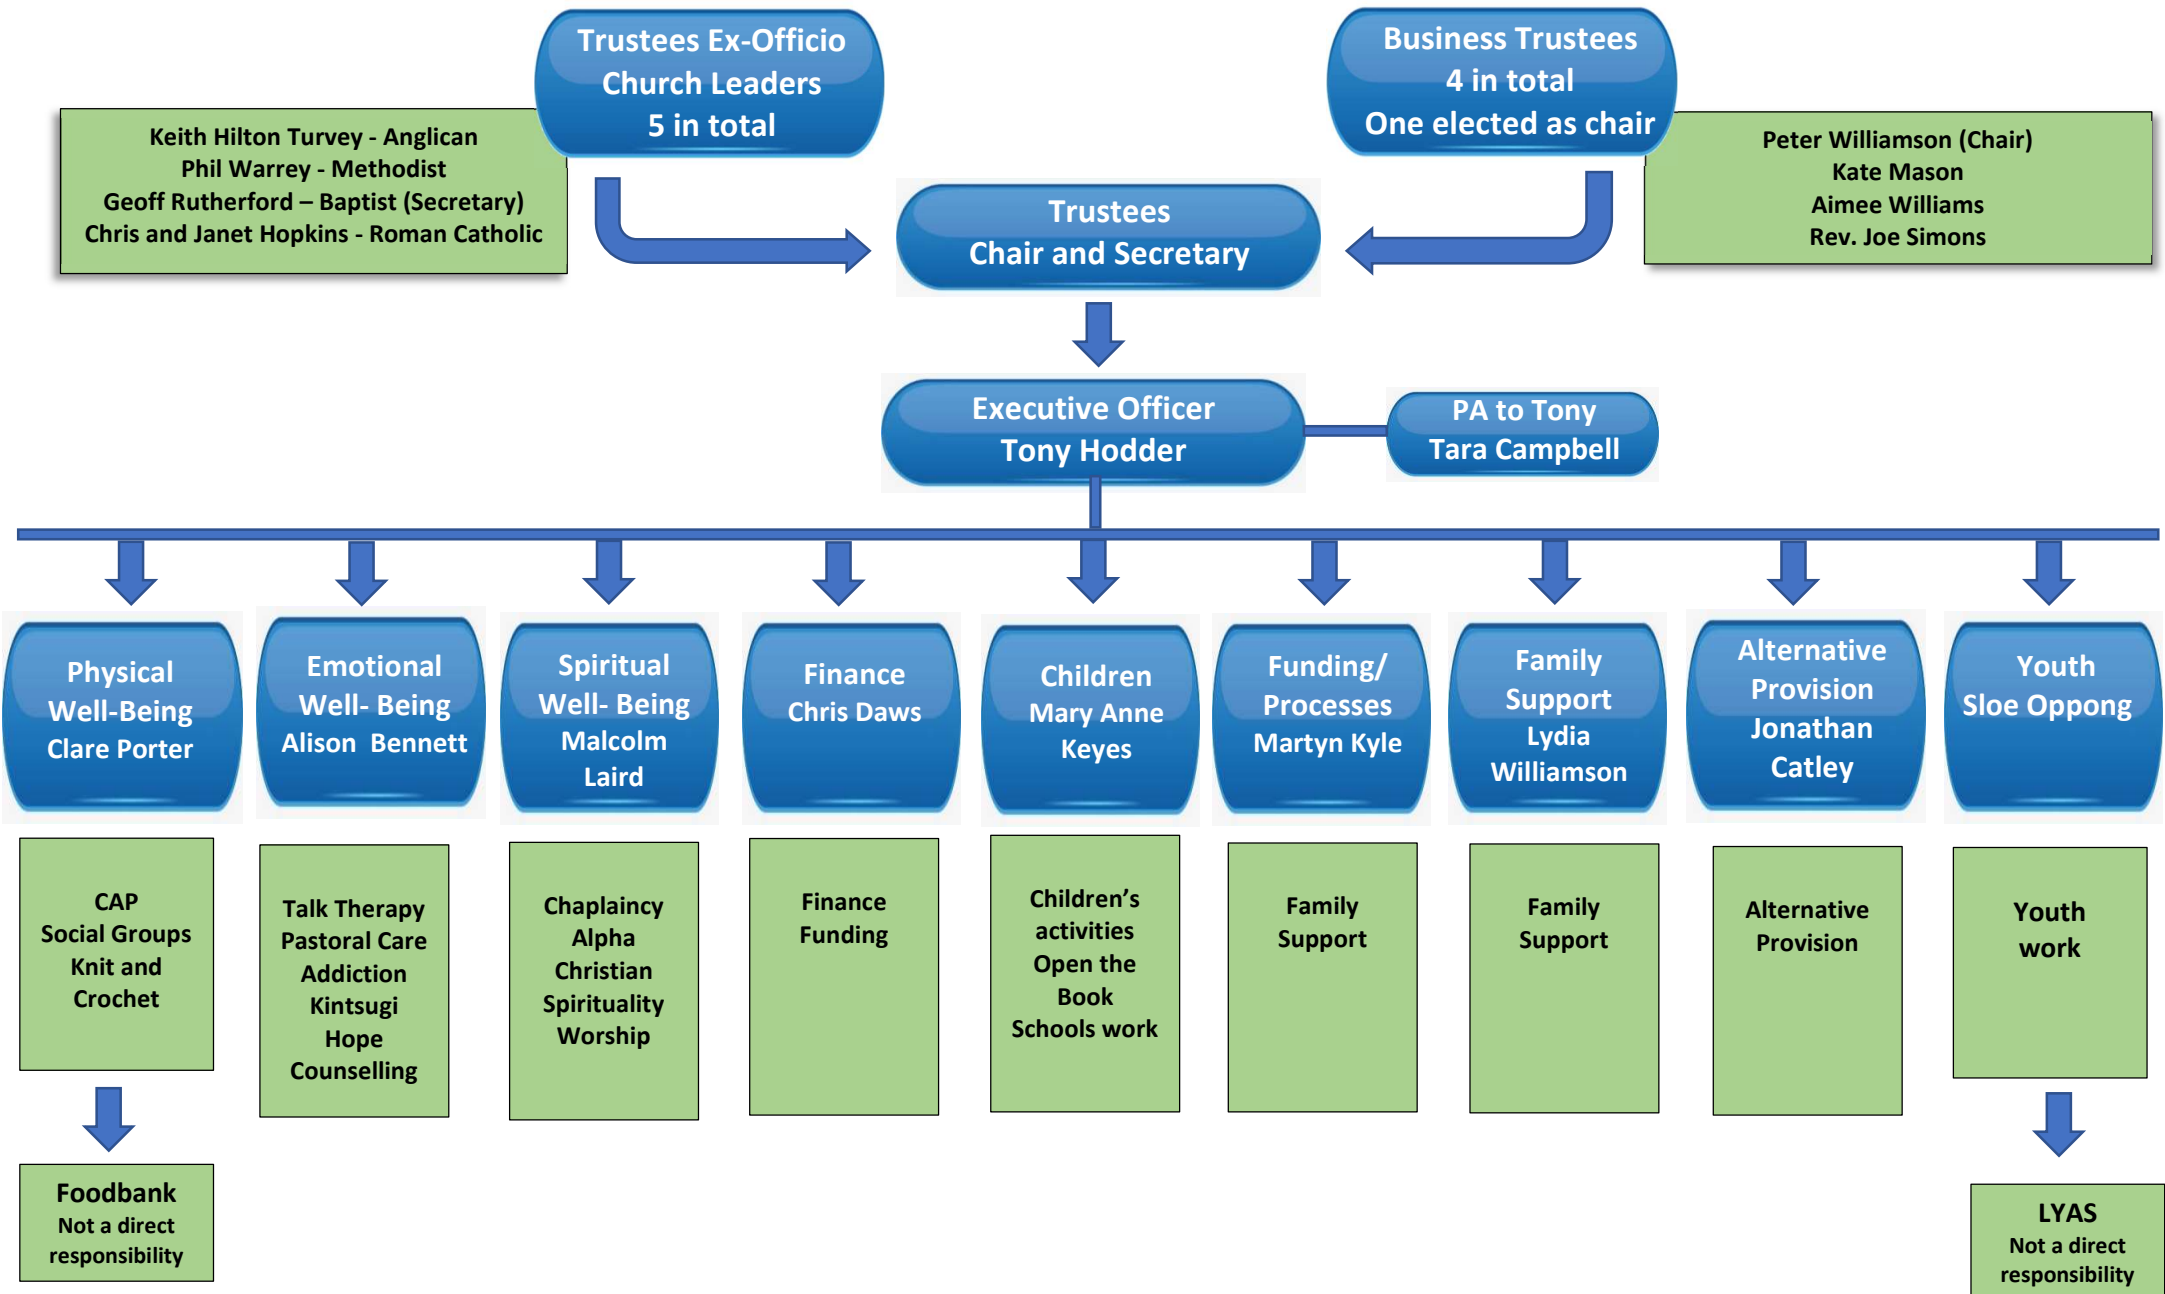 Trustees Ex-Officio
Church Leaders
5 in total
Business Trustees
4 in total
One elected as chair
Keith Hilton Turvey - Anglican
Phil Warrey - Methodist
Geoff Rutherford – Baptist (Secretary)
Chris and Janet Hopkins - Roman Catholic
Peter Williamson (Chair)
Kate Mason
Aimee Williams
Rev. Joe Simons
Trustees
Chair and Secretary
Executive Officer
Tony Hodder
PA to Tony
Tara Campbell
Physical
Well-Being
Clare Porter
Emotional
Well- Being
Alison  Bennett
Spiritual
Well- Being
Malcolm
Laird
Finance
Chris Daws
Children
Mary Anne
Keyes
Funding/
Processes
Martyn Kyle
Family
Support
Lydia
Williamson
Alternative
Provision
Jonathan
Catley
Youth
Sloe Oppong
CAP
Social Groups
Knit and
Crochet
Talk Therapy
Pastoral Care
Addiction
Kintsugi
Hope
Counselling
Chaplaincy
Alpha
Christian
Spirituality
Worship
Finance
Funding
Children’s
activities
Open the
Book
Schools work
Family
Support
Family
Support
Alternative
Provision
Youth
work
Foodbank
Not a direct
responsibility
LYAS
Not a direct
responsibility